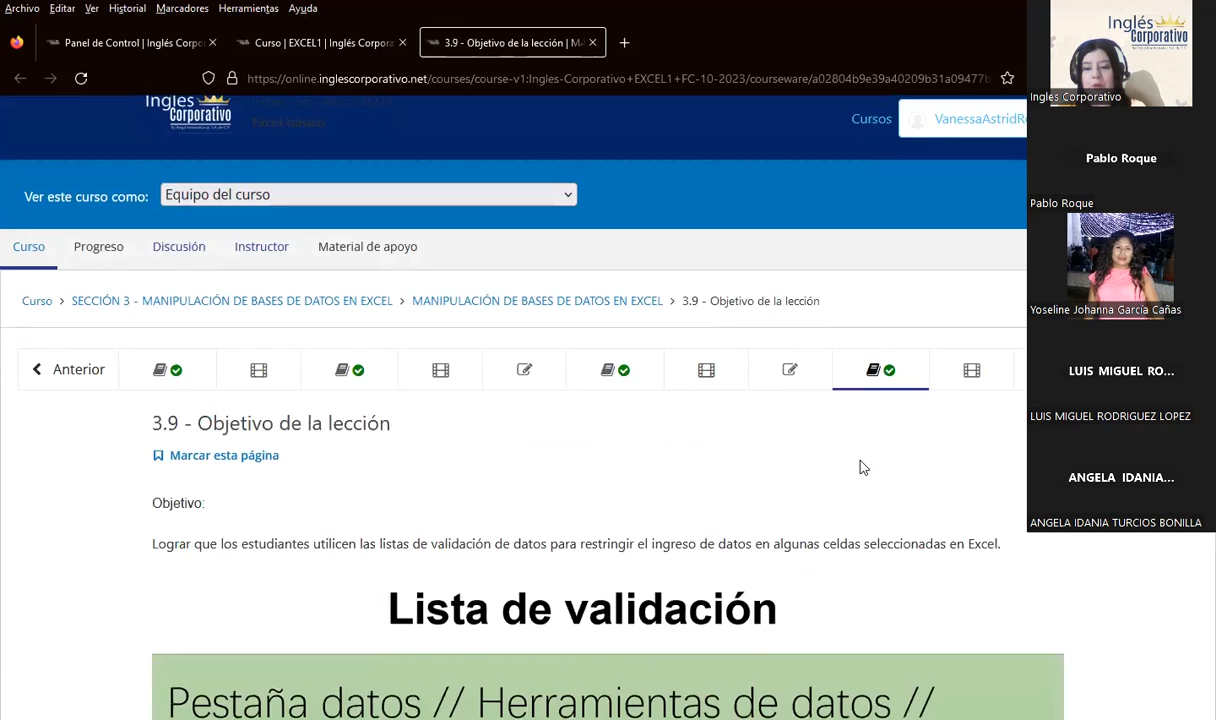 Archivo Editar Ver Historial Marcadores Herramientas Ayuda
Panel de Control | Inglés Corpo
Curso | EXCEL1 | Inglés Corpora
3.9 - Objetivo de la lección | M
https://online.inglescorporativo.net/courses/course-v1:Ingles-Corporativo+EXCEL1+FC-10-2023/courseware/a02804b9e39a40209b31a09477b
Inglés
Corporativo
Excel básico
Cursos
VanessaAstridR
Ver este curso como:
Equipo del curso
Curso Progreso Discusión Instructor Material de apoyo
Curso > SECCIÓN 3 - MANIPULACIÓN DE BASES DE DATOS EN EXCEL > MANIPULACIÓN DE BASES DE DATOS EN EXCEL > 3.9 - Objetivo de la lección
Anterior
3.9 - Objetivo de la lección
Marcar esta página
Objetivo:
Lograr que los estudiantes utilicen las listas de validación de datos para restringir el ingreso de datos en algunas celdas seleccionadas en Excel.
Lista de validación
Pestaña datos // Herramientas de datos //
Inglés
Corporativo
Ingles Corporativo
Pablo Roque
Pablo Roque
Yoseline Johanna García Cañas
LUIS MIGUEL RO...
LUIS MIGUEL RODRIGUEZ LOPEZ
ANGELA IDANIA...
ANGELA IDANIA TURCIOS BONILLA